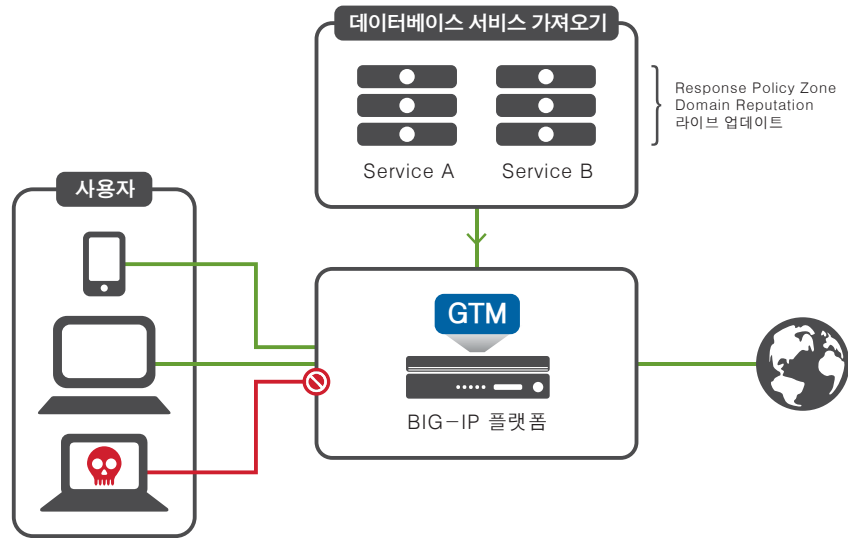 데이터베이스 서비스 가져오기
Response Policy Zone
Domain Reputation
라이브 업데이트
Service A
Service B
사용자
GTM
BIG-IP 플랫폼